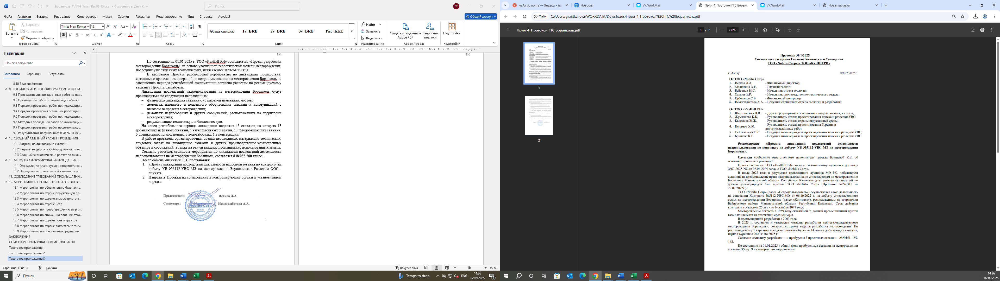 Боранколь_ПЛПН_Текст_Rev09_45 скв_ • Сохранено в: Диск K:
Поиск
ГС
Файл Главная Вставка Рисование Конструктор Макет Ссылки Рассылки Рецензирование Вид Справка Acrobat
Общий доступ
Вставить
Вырезать
Копировать
Формат по образцу
Буфер обмена
Times New Roman 12
Ж К Ч
Шрифт
Абзац
Абзац списка; 1у_БКЕ 2у_БКЕ 3у_БКЕ Рис_БКЕ
Стили
Найти
Заменить
Выделить
Редактирование
Создать и поделиться Adobe PDF
Запросить подписи
Adobe Acrobat
Надстройки
Надстройки
Навигация
Поиск в документе
Заголовки Страницы Результаты
8.10 Водоснабжение
9. ТЕХНИЧЕСКИЕ И ТЕХНОЛОГИЧЕСКИЕ РЕШЕНИ...
9.1 Проведение ликвидационных работ на наз...
9.2 Организация работ по ликвидации объект...
9.3 Порядок проведения работ по ликвидации...
9.4 Порядок проведения земляных работ при...
9.5 Порядок проведения работ по ликвидации...
9.6 Методика проведения работ по ликвидаци...
9.7 Порядок проведения работ по демонтажу...
9.8 Рекультивация нарушенных земель на ме...
10. СВОДНЫЙ СМЕТНЫЙ РАСЧЕТ ПРОВЕДЕНИЯ...
10.1 Затраты на ликвидацию скважин
10.2 Затраты на демонтаж оборудования, здан...
10.3 Сводный экономический расчет по ликв...
10. МЕТОДИКА ФОРМИРОВАНИЯ ФОНДА ЛИКВ...
11.1 Определение планируемой стоимости ос...
11.2 Определение планируемой стоимости в...
11. СОБЛЮДЕНИЕ ТРЕБОВАНИЙ ПРОМЫШЛЕНН...
12. МЕРОПРИЯТИЯ ПО ОБЕСПЕЧЕНИЮ БЕЗОПА...
13.1 Мероприятия по обеспечению безопасн...
13.2 Мероприятия по охране окружающей ср...
13.3 Мероприятия по охране атмосферного в...
13.4 Мероприятия по охране недр
13.5 Мероприятия по предотвращению загряз...
13.6 Мероприятия по снижению влияния отхо...
13.7 Мероприятия по охране почв и грунтов
13.8 Мероприятия по охране растительного и...
13.9 Мероприятия по обеспечению радиацио...
ЗАКЛЮЧЕНИЕ
СПИСОК ИСПОЛЬЗОВАННЫХ ИСТОЧНИКОВ
Текстовое приложение 1
Текстовое приложение 2
Текстовое приложение 3
154
По состоянию на 01.01.2025 г. ТОО «КазНИГРИ» составляется «Проект разработки
месторождения Боранколь» на основе уточненной геологической модели месторождения,
последних утвержденных геологических, извлекаемых запасов и КИН.
В настоящем Проекте рассмотрены мероприятия по ликвидации последствий,
связанные с проведением операций по недропользованию на месторождении Боранколь по
завершению периода рентабельной эксплуатации согласно расчетам по рекомендуемому
варианту Проекта разработки.
Ликвидации последствий недропользования на месторождении Боранколь будут
производиться по следующим направлениям:
– физическая ликвидация скважин с установкой цементных мостов;
– демонтаж наземного и подземного оборудования скважин и коммуникаций с
вывозом за пределы месторождения;
– демонтаж нефтесборных и других сооружений, расположенных на территории
месторождения;
– рекультивацию техническую и биологическую.
На конец рентабельного периода ликвидации подлежат 45 скважин, из которых 18
добывающих нефтяных скважин, 5 нагнетательных скважин, 13 газодобывающих скважин,
5 специальных поглощающих, 3 водозаборных, 1 в консервации.
В работе проведена ориентировочная оценка необходимых материально-технических,
трудовых затрат на ликвидацию скважин и других производственно-хозяйственных
объектов и сооружений, а также на рекультивацию промышленно использованных земель.
Согласно расчетам, стоимость мероприятия по ликвидации последствий деятельности
недропользования на месторождении Боранколь, составляет 838 033 500 тенге.
После обмена мнениями ГТС постановил:
1. «Проект ликвидации последствий деятельности недропользования по контракту на
добычу УВ №5112-УВС МЭ на месторождении Боранколь» с Разделом ООС -
принять;
2. Направить Проекты на согласование в контролирующие органы в установленном
порядке.
Председатель: Исаков Д.А.
Секретарь: Исмагамбетова А.А.
Nobilis Corp
155
Страница 33 из 33 русский
Фокусировка
90 %
Поиск
Temps to drop
ENG
14:36
02.09.2025
4
майл ру почта — Яндекс: наш
Новость
VK WorkMail
Прил_4_Протокол ГТС Боранк
VK WorkMail
Новая вкладка
Файл C:/Users/g.seitkalieva/WORKDATA/Downloads/Прил_4_Протокол%20ГТС%20Боранколь.pdf
Прил_4_Протокол ГТС Боранколь.pdf
1 / 2
80%
1
2
Протокол № 1/2025
Совместного заседания Геолого-Технического Совещания
ТОО «Nobilis Corp» и ТОО «КазНИГРИ»
г. Актау 09.07.2025г.
От ТОО «Nobilis Corp»
1. Исаков Д.А. - Финансовый директор;
2. Малютина А.Е. - Главный геолог;
3. Бейсенов Ы.С. - Начальник отдела геологии
4. Сарыев Б.Р. - Начальник производственно-технического отдела
5. Ерболатов С.Б. - Финансовый контролер
6. Исмагамбетова А.А. - Ведущий специалист отдела геологии и разработки;
От ТОО «КазНИГРИ»
1. Шестоперова Л.В. - Директор департамента геологии и моделирования, к.г.- м.н;
2. Жумалиева К.К. - Руководитель отдела проектирования поиска и разведки УВС;
3. Калемова Ж.Ж. - Руководитель отдела охраны окружающей среды;
4. Исламов Х.М. - Руководитель отдела проектирования бурения и
внутрискважинных работ
5. Сейткалиева Г.К. - Ведущий инженер отдела проектирования поиска и разведки УВС;
6. Бришева К.Е. - Ведущий инженер отдела проектирования поиска и разведки УВС.
Рассмотрение «Проекта ликвидации последствий деятельности
недропользования по контракту на добычу УВ №5112-УВС МЭ на месторождении
Боранколь».
Слушали сообщение ответственного исполнителя проекта Бришевой К.Е. об
основных проектных решениях.
Проект составлен ТОО «КазНИГРИ» согласно техническому заданию к договору
№67-2025-NC от 08.04.2025 года» с ТОО «Nobilis Corp».
В июле 2022 года в результате проведенного аукциона МЭ РК, победителем
аукциона на предоставление права недропользования по углеводородам по месторождению
Боранколь Мангистауской области Республики Казахстан для проведения операций по
добыче углеводородов был признан ТОО «Nobilis Corp» (Протокол №240315 от
22.07.2022г.).
ТОО «Nobilis Corp» (далее «Недропользователь») осуществляет свою деятельность
на основании Контракта №5112-УВС-МЭ от 06.10.2022 г. на добычу углеводородного
сырья на месторождении Боранколь (далее «Контракт»), расположенном на территории
Бейнеуского района Мангистауской области Республики Казахстан. Срок действия
контракта составляет 25 лет - до 6 октября 2047 года.
Месторождение открыто в 1959 году скважиной 9, давшей промышленный приток
газа и конденсата из отложений средней юры.
В промышленной разработки с 2003 года.
В 2023 г. составлен и утвержден «Анализ разработки нефтегазоконденсатного
месторождения Боранколь», согласно которому ведется разработка месторождения. По
рекомендуемому 1 варианту предусматривается бурение 14 новых добывающих скважин,
период бурения с 2023 г. по 2025 г.
Согласно «Анализу разработки …» пробурены 3 проектных скважин - №№151, 159,
162.
По состоянию на 01.01.2025 г общий фонд пробуренных скважин на месторождении
составил 95 ед., 9 из которых ликвидированны.
14:36
02.09.2025